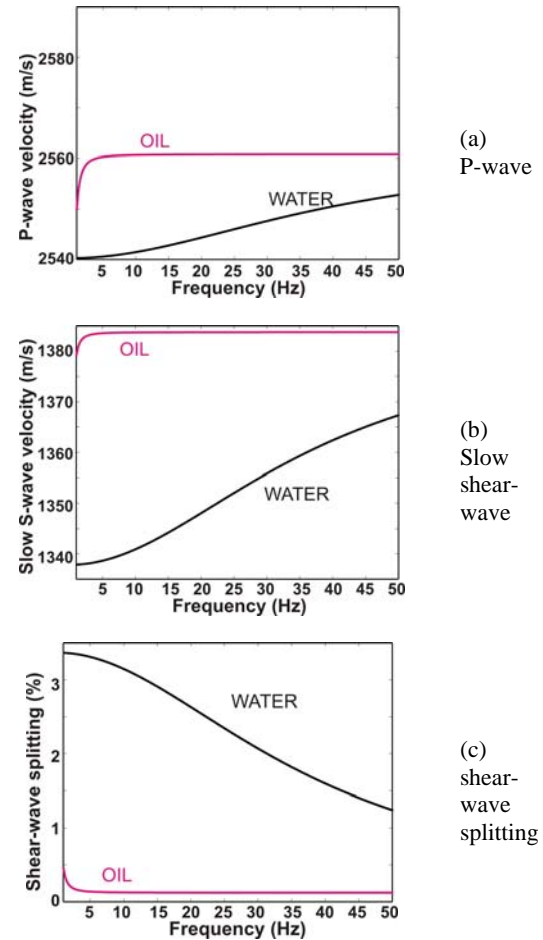 P-wave velocity (m/s)
2580
2560
2540
OIL
WATER
5 10 15 20 25 30 35 40 45 50
Frequency (Hz)
(a)
P-wave
Slow S-wave velocity (m/s)
1380
1370
1360
1350
1340
OIL
WATER
5 10 15 20 25 30 35 40 45 50
Frequency (Hz)
(b)
Slow
shear-
wave
Shear-wave splitting (%)
3
2
1
0
WATER
OIL
5 10 15 20 25 30 35 40 45 50
Frequency (Hz)
(c)
shear-
wave
splitting